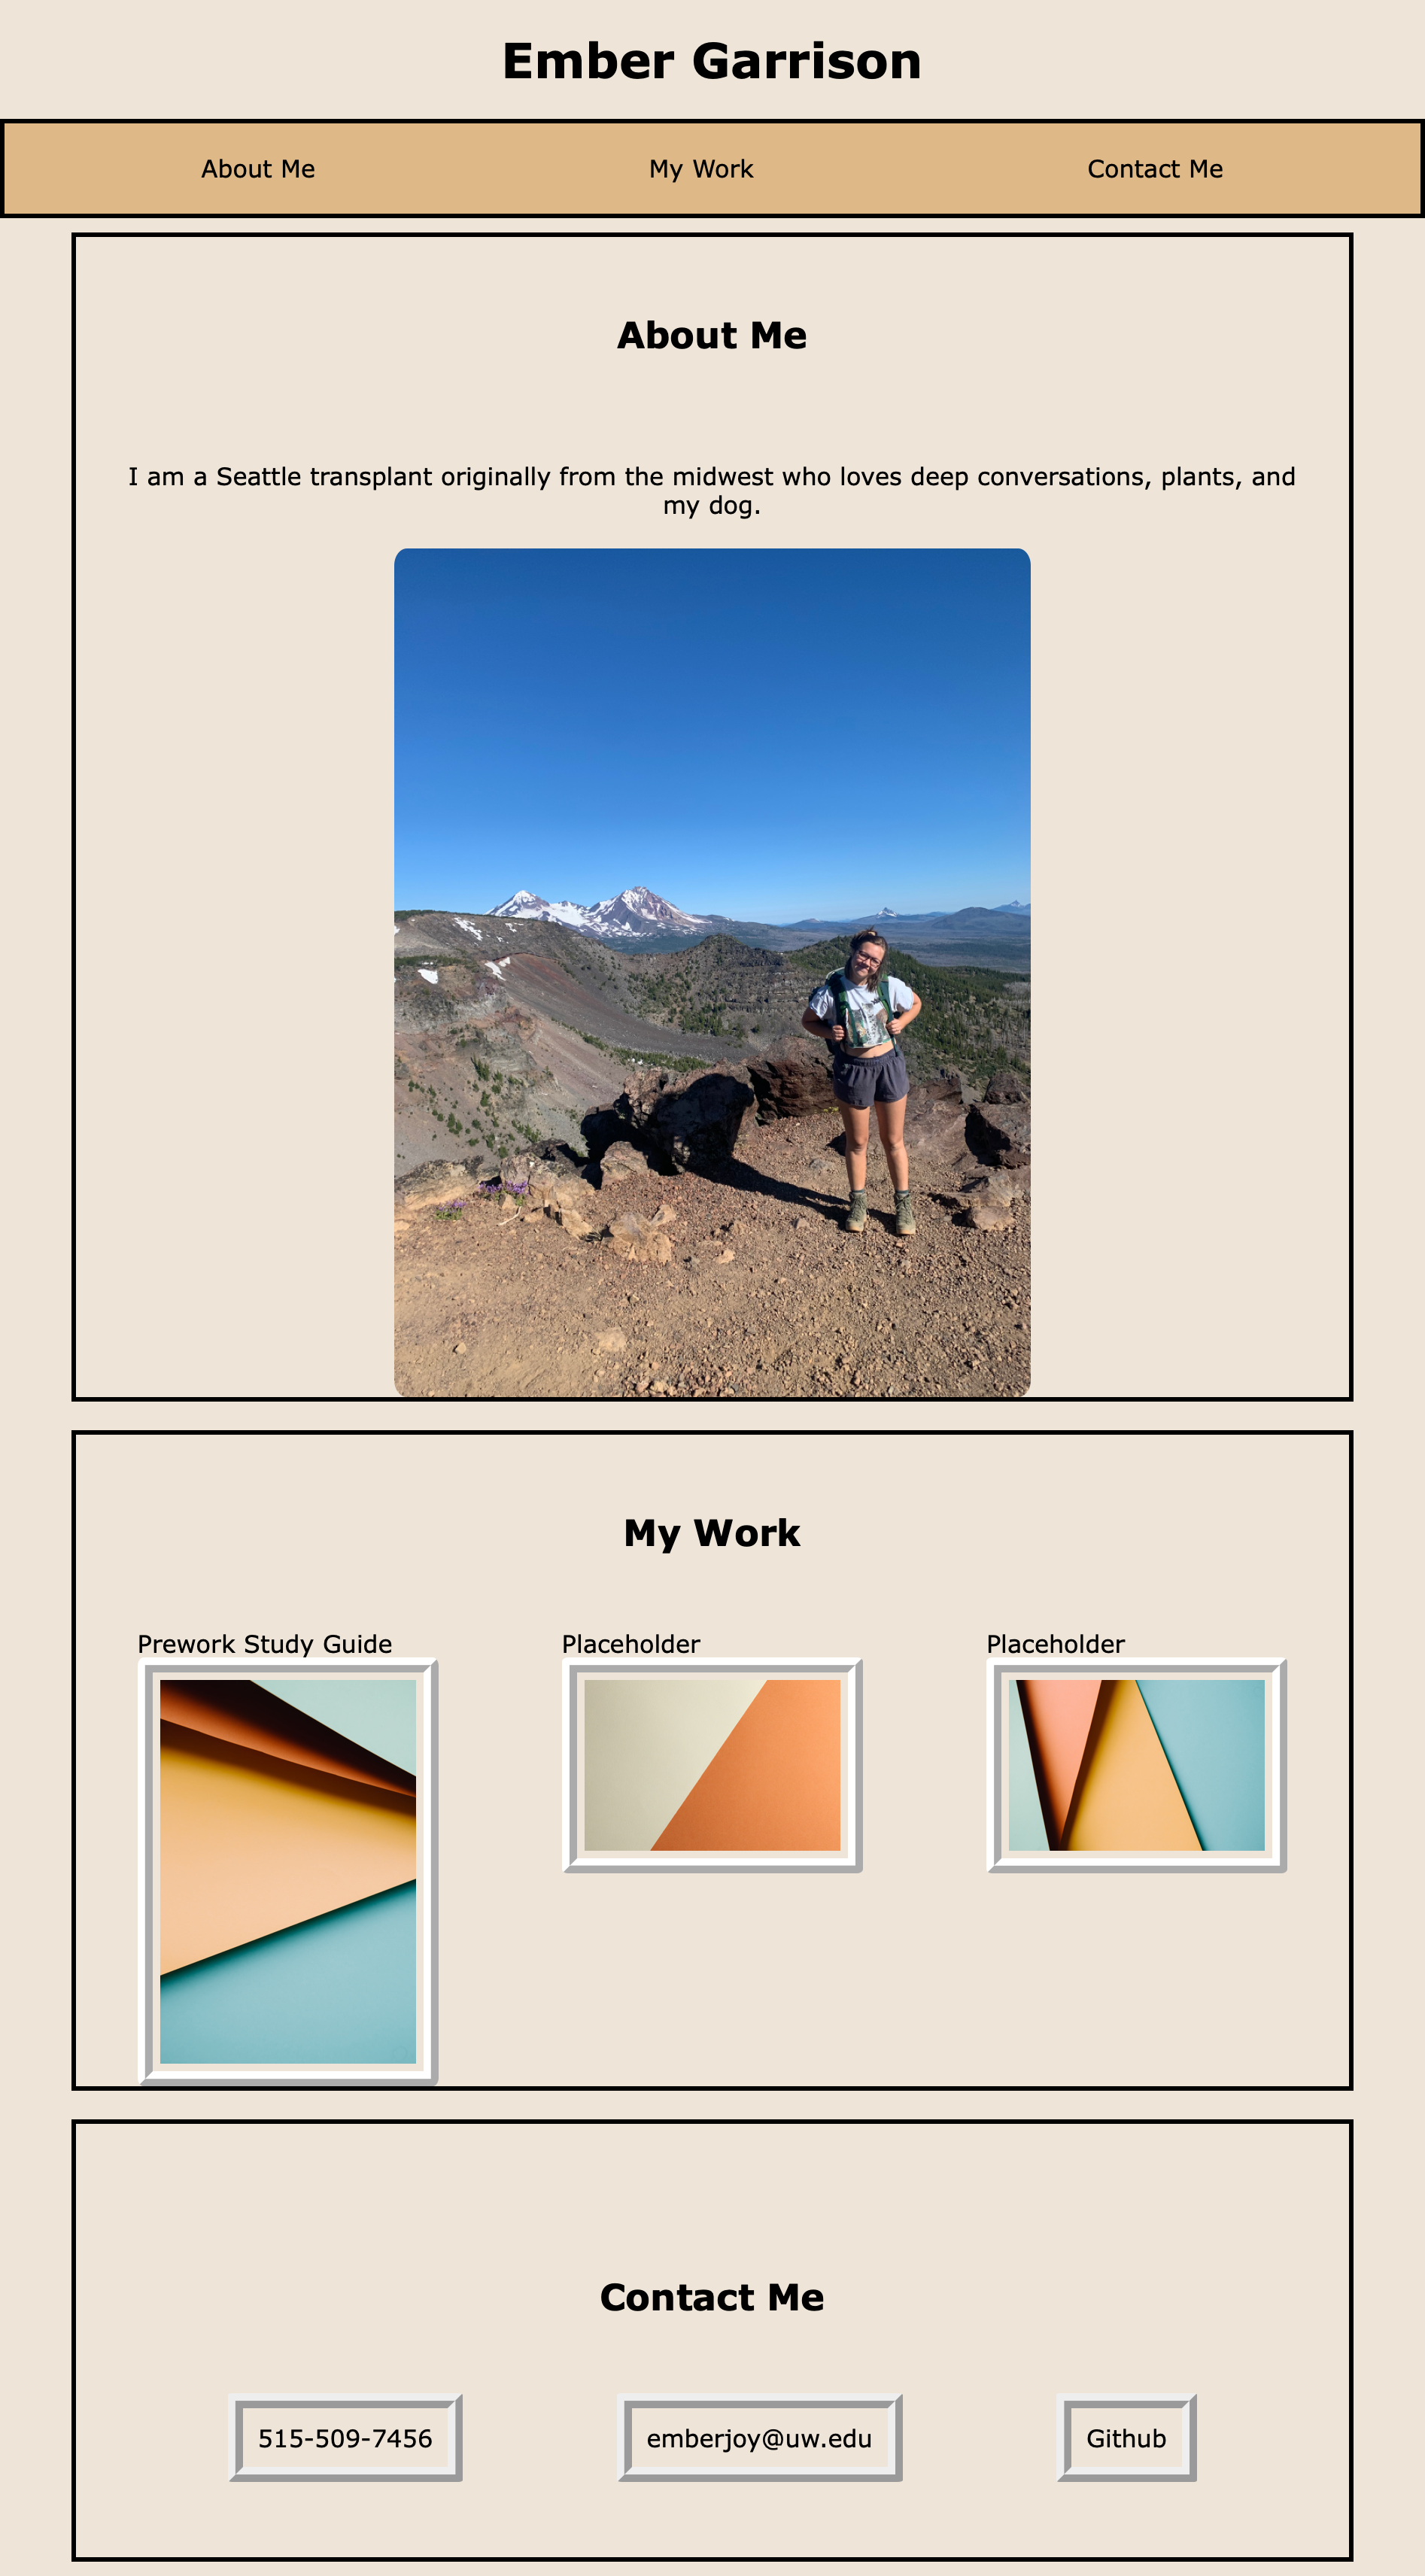 Ember Garrison
About Me
My Work
Contact Me
About Me
I am a Seattle transplant originally from the midwest who loves deep conversations, plants, and
my dog.
My Work
Prework Study Guide
Placeholder
Placeholder
Contact Me
515-509-7456
emberjoy@uw.edu
Github